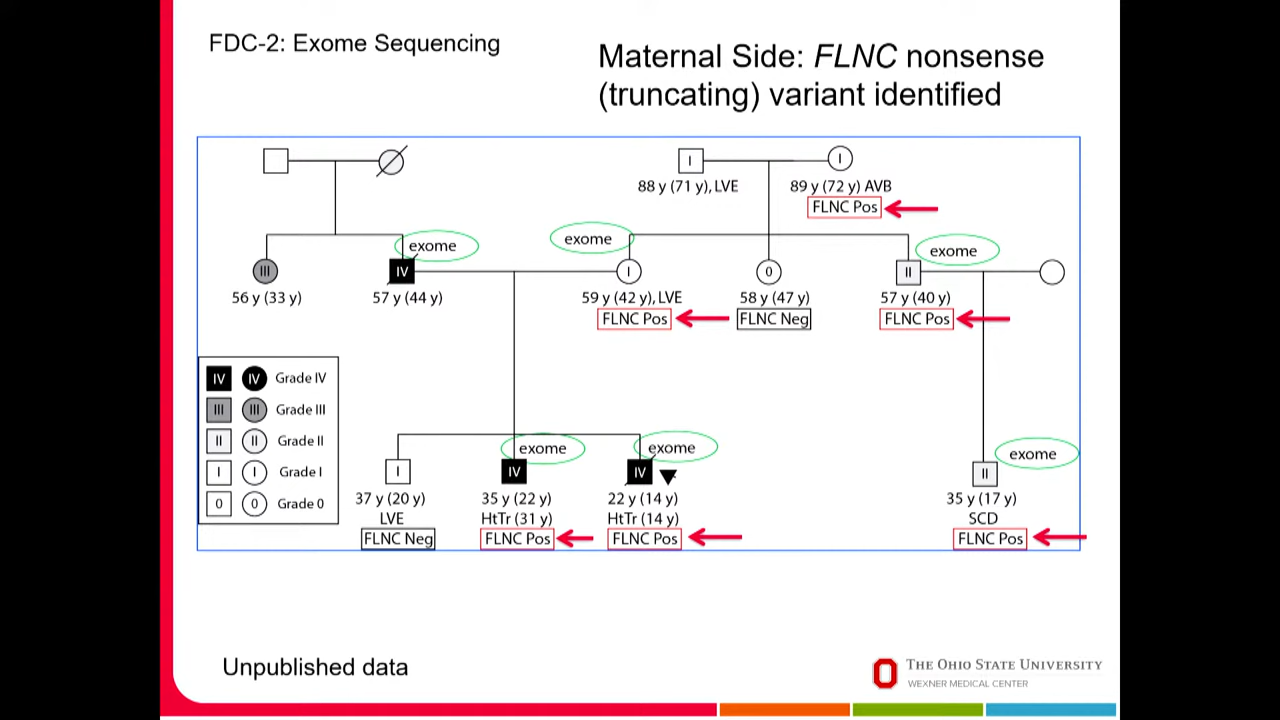 FDC-2: Exome Sequencing
Maternal Side: FLNC nonsense
(truncating) variant identified
I
I
88 y (71 y), LVE
89 y (72 y) AVB
FLNC Pos
exome
exome
exome
III
IV
I
0
II
56 y (33 y)
57 y (44 y)
59 y (42 y), LVE
58 y (47 y)
57 y (40 y)
FLNC Pos
FLNC Neg
FLNC Pos
IV IV Grade IV
III III Grade III
II II Grade II
I I Grade I
0 0 Grade 0
exome
exome
exome
I
IV
IV
II
37 y (20 y)
35 y (22 y)
22 y (14 y)
35 y (17 y)
LVE
HtTr (31 y)
HtTr (14 y)
SCD
FLNC Neg
FLNC Pos
FLNC Pos
FLNC Pos
Unpublished data
THE OHIO STATE UNIVERSITY
WEXNER MEDICAL CENTER